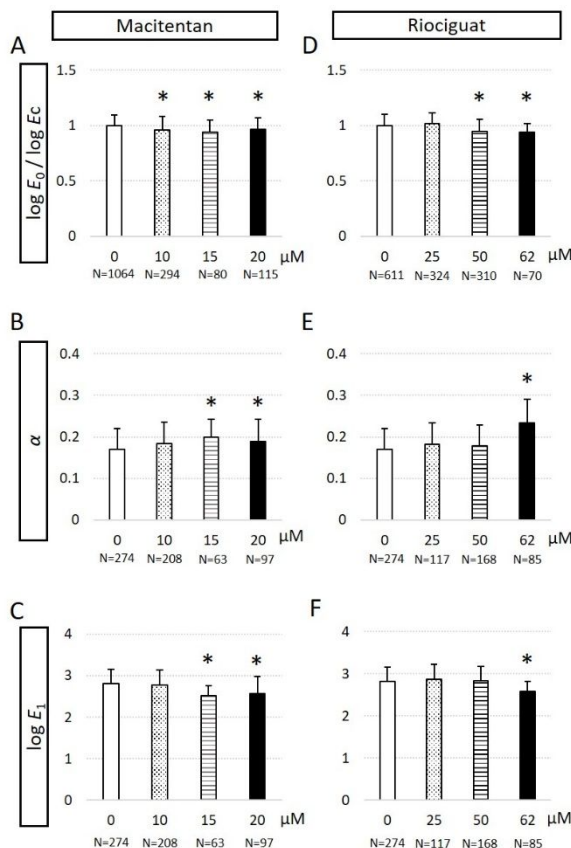 Macitentan
Riociguat
A
D
log E₀ / log Ec
1.5
1
0.5
0
* * *
0 10 15 20 μM
N=1064 N=294 N=80 N=115
1.5
1
0.5
0
* *
0 25 50 62 μM
N=611 N=324 N=310 N=70
B
E
α
0.4
0.3
0.2
0.1
0
* *
0 10 15 20 μM
N=274 N=208 N=63 N=97
0.4
0.3
0.2
0.1
0
*
0 25 50 62 μM
N=274 N=117 N=168 N=85
C
F
log E₁
4
3
2
1
0
* *
0 10 15 20 μM
N=274 N=208 N=63 N=97
4
3
2
1
0
*
0 25 50 62 μM
N=274 N=117 N=168 N=85